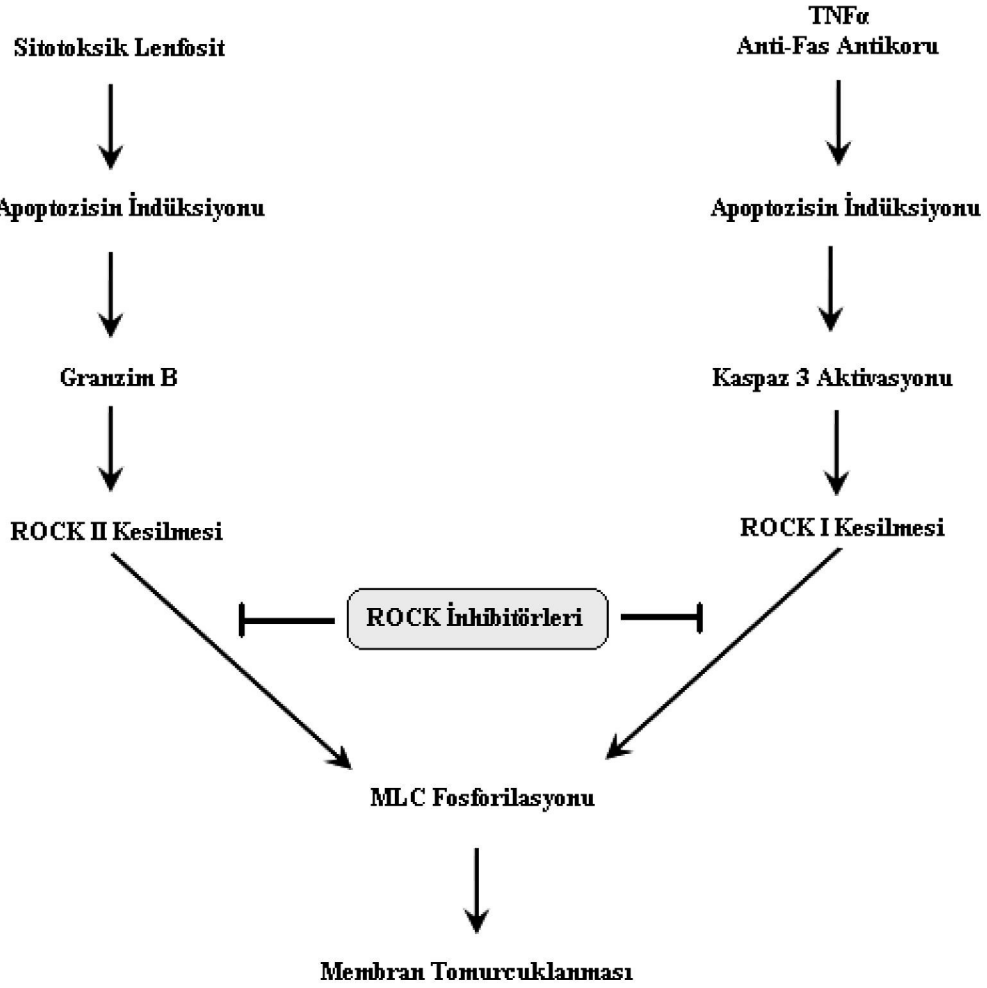 TNFα
Sitotoksik Lenfosit
Anti-Fas Antikoru
Apoptozisin İndüksiyonu
Apoptozisin İndüksiyonu
Granzim B
Kaspaz 3 Aktivasyonu
ROCK II Kesilmesi
ROCK I Kesilmesi
ROCK İnhibitörleri
MLC Fosforilasyonu
Membran Tomurcuklanması